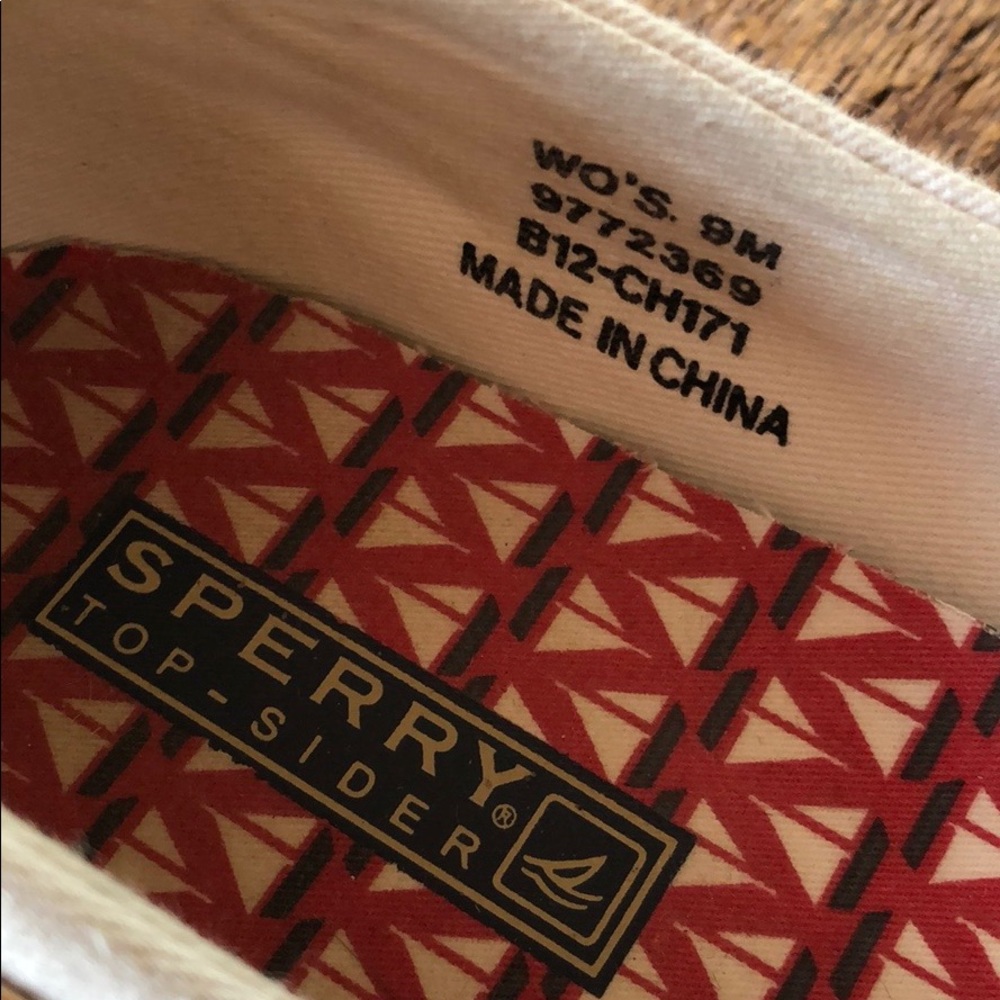 WO'S. 9M
9772369
B12-CH171
MADE IN CHINA
SPERRY®
TOP-SIDER